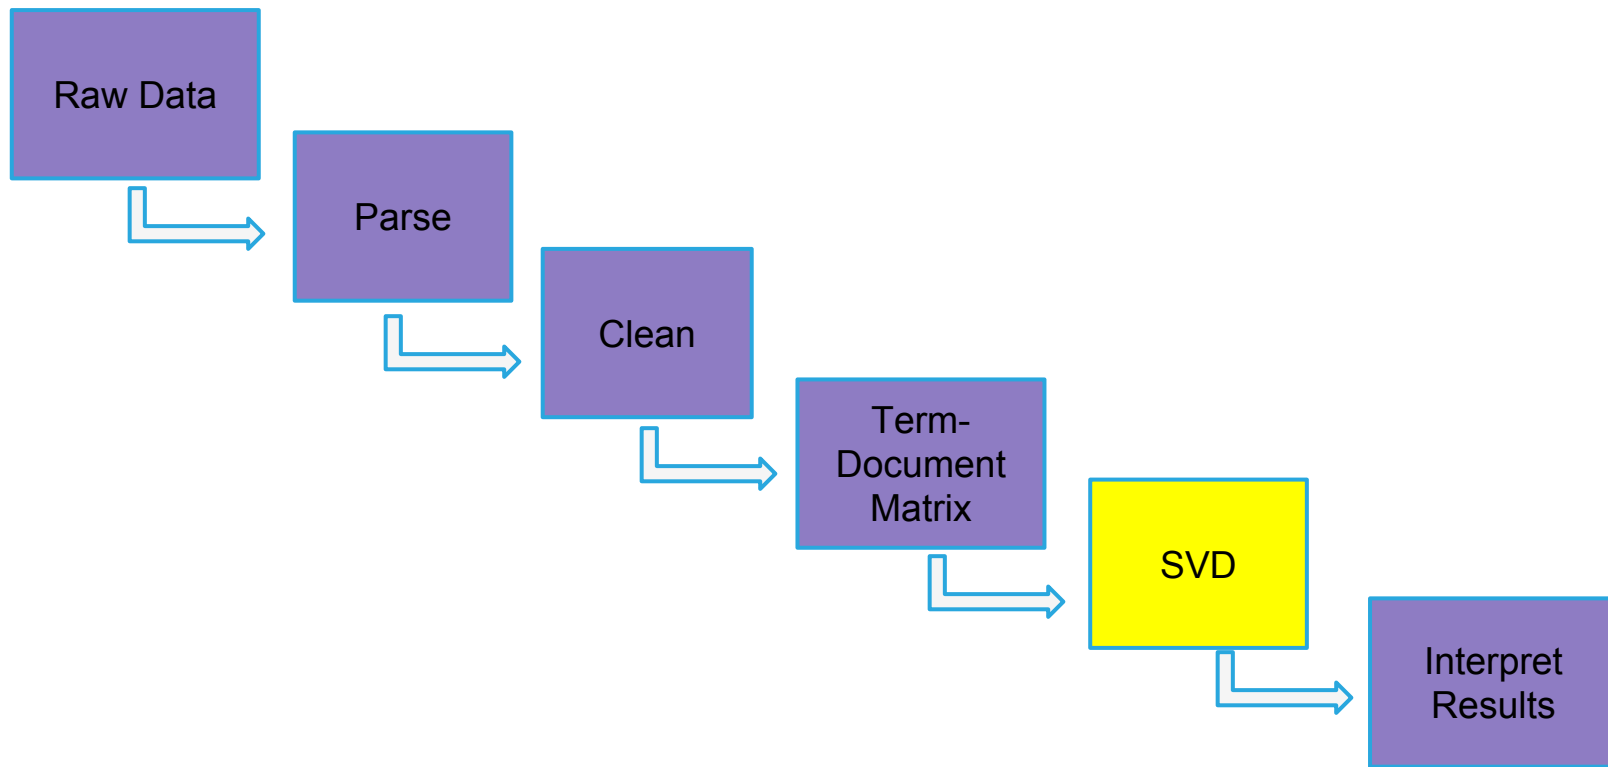 Raw Data
Parse
Clean
Term-
Document
Matrix
SVD
Interpret
Results